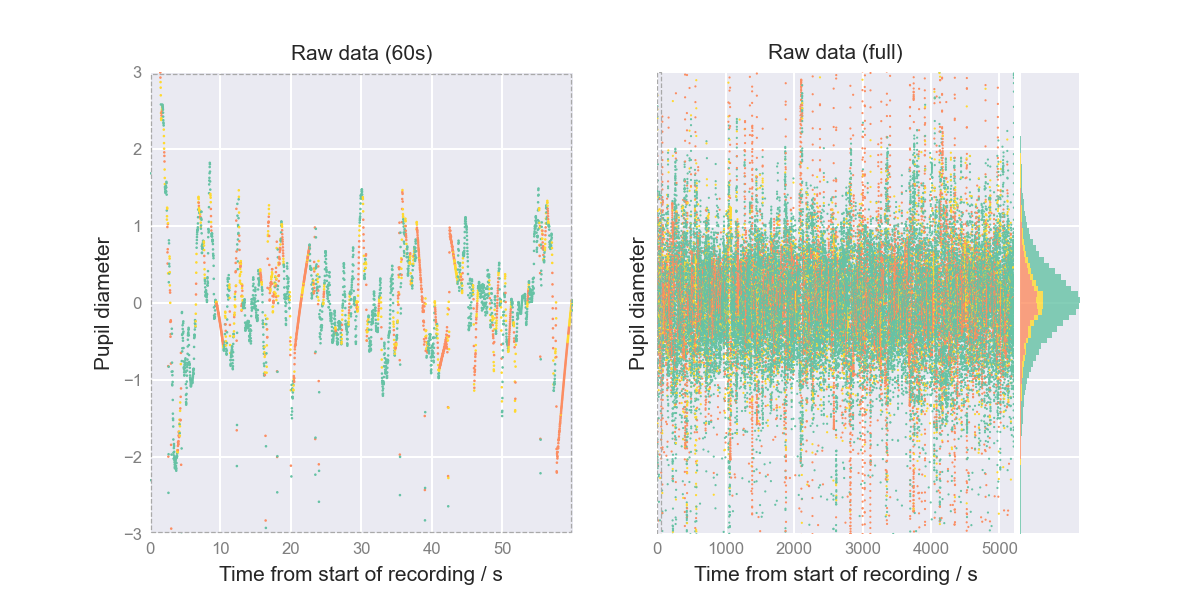 Raw data (60s)
Pupil diameter
3
2
1
0
−1
−2
−3
0 10 20 30 40 50
Time from start of recording / s
Raw data (full)
Pupil diameter
0 1000 2000 3000 4000 5000
Time from start of recording / s